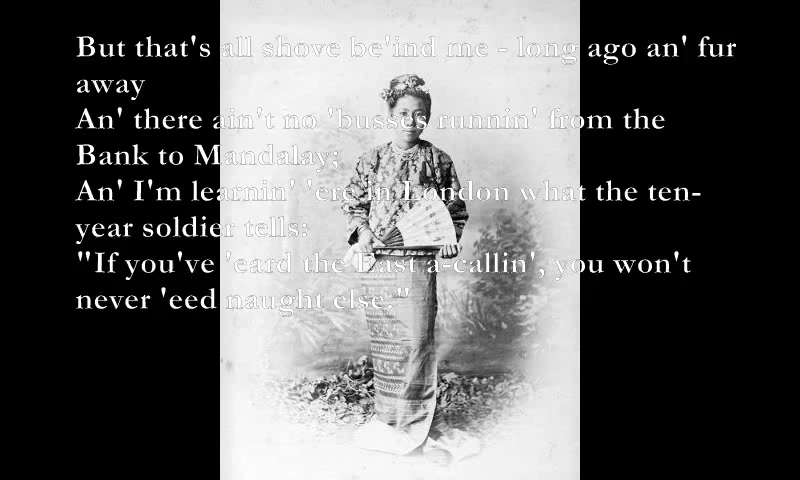 But that's all shove be'ind me - long ago an' fur
away
An' there ain't no 'busses runnin' from the
Bank to Mandalay;
An' I'm learnin' 'ere in London what the ten-
year soldier tells:
"If you've 'eard the East a-callin', you won't
never 'eed naught else."